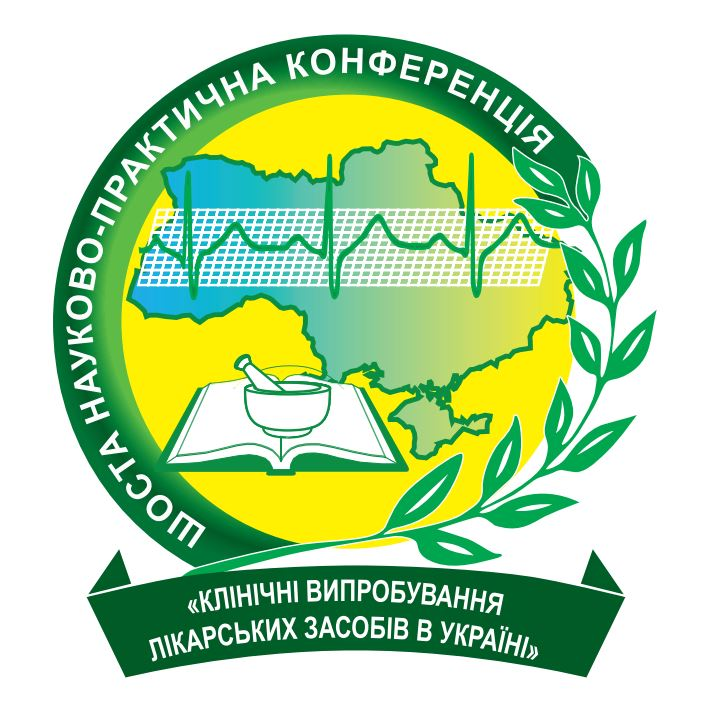 ШОСТА НАУКОВО-ПРАКТИЧНА КОНФЕРЕНЦІЯ
«КЛІНІЧНІ ВИПРОБУВАННЯ
ЛІКАРСЬКИХ ЗАСОБІВ В УКРАЇНІ»